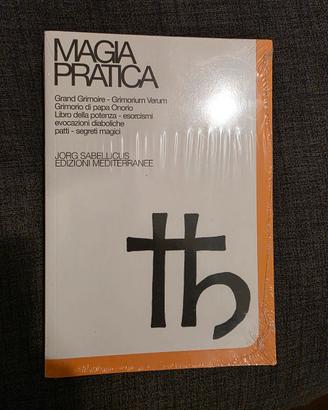 MAGIA
PRATICA
Grand Grimoire - Grimorium Verum
Grimorio di papa Onorio
Libro della potenza - esorcismi
evocazioni diaboliche
patti - segreti magici
JORG SABELLICUS
EDIZIONI MEDITERRANEE